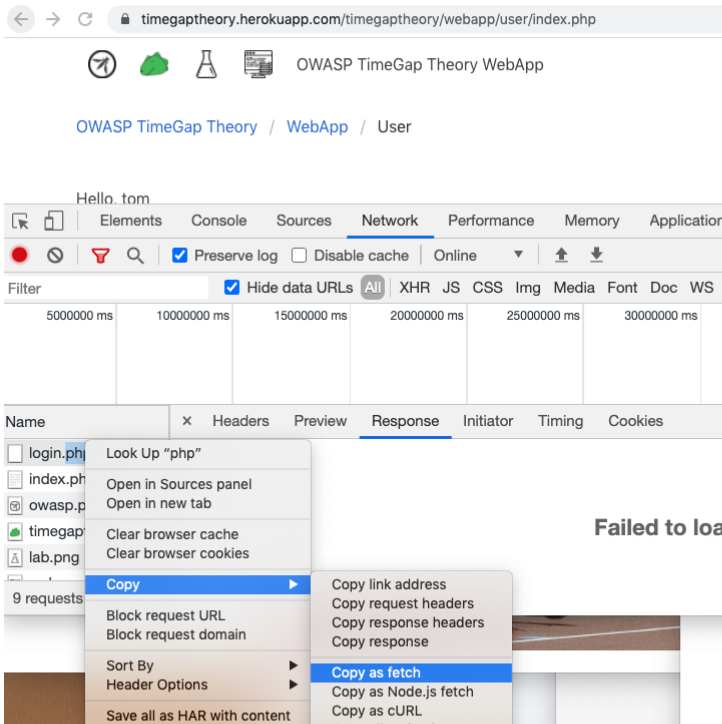 timegaptheory.herokuapp.com/timegaptheory/webapp/user/index.php
OWASP TimeGap Theory WebApp
OWASP TimeGap Theory / WebApp / User
Hello, tom
Elements Console Sources Network Performance Memory Application
Preserve log Disable cache Online
Filter Hide data URLs All XHR JS CSS Img Media Font Doc WS
5000000 ms 10000000 ms 15000000 ms 20000000 ms 25000000 ms 30000000 ms
Name × Headers Preview Response Initiator Timing Cookies
login.php
index.ph
owasp.p
timegap
lab.png
9 requests
Failed to loa
Look Up “php”
Open in Sources panel
Open in new tab
Clear browser cache
Clear browser cookies
Copy
Block request URL
Block request domain
Sort By
Header Options
Save all as HAR with content
Copy link address
Copy request headers
Copy response headers
Copy response
Copy as fetch
Copy as Node.js fetch
Copy as cURL